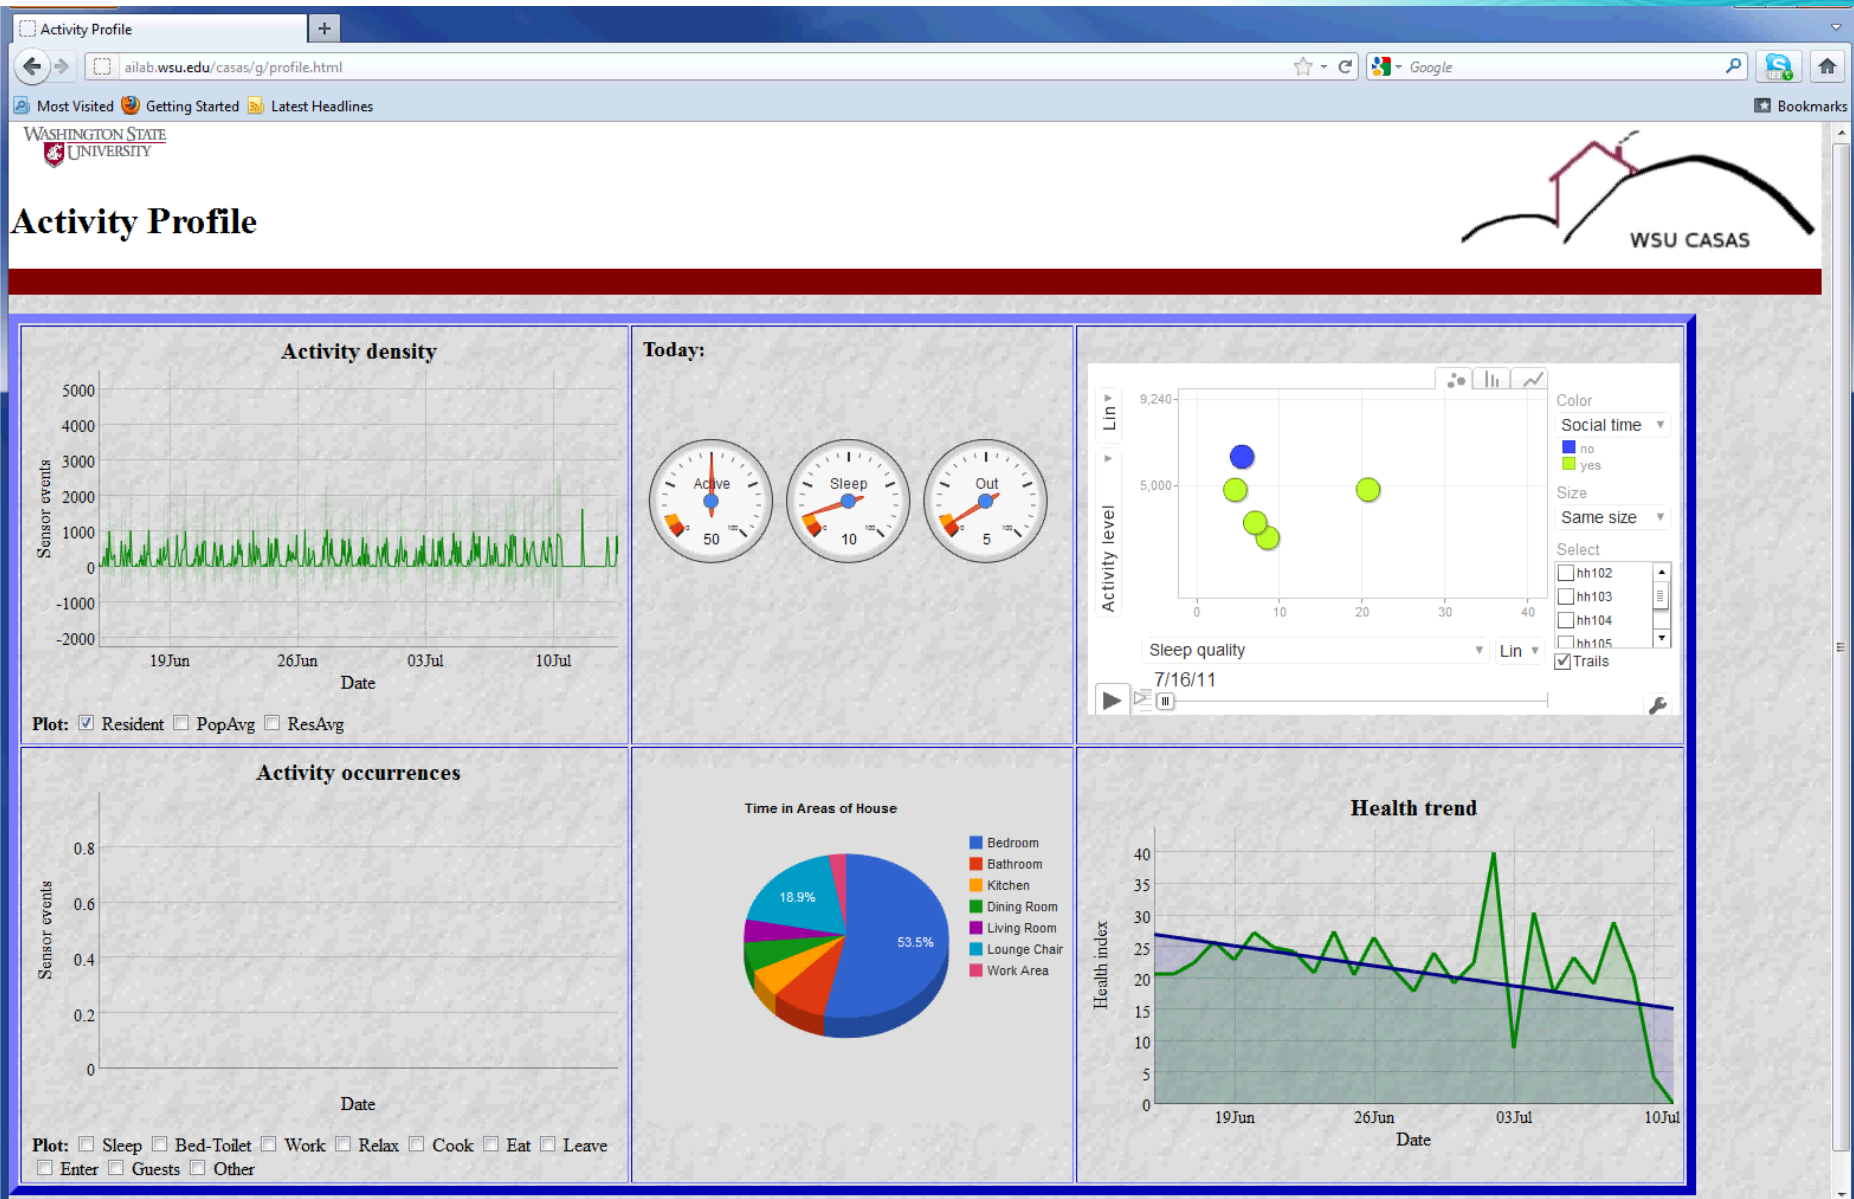 Activity Profile
ailab.wsu.edu/casas/g/profile.html
Google
Most Visited Getting Started Latest Headlines
Bookmarks
WASHINGTON STATE
UNIVERSITY
Activity Profile
WSU CASAS
Activity density
5000
4000
3000
2000
1000
0
-1000
-2000
Sensor events
19Jun 26Jun 03Jul 10Jul
Date
Plot: Resident PopAvg ResAvg
Today:
Active
0 100
50
Sleep
0 100
10
Out
0 100
5
Lin
Activity level
9,240
5,000
0 10 20 30 40
Sleep quality
Lin
7/16/11
Color
Social time
no
yes
Size
Same size
Select
hh102
hh103
hh104
hh105
Trails
Activity occurrences
0.8
0.6
0.4
0.2
0
Sensor events
Date
Plot: Sleep Bed-Toilet Work Relax Cook Eat Leave
Enter Guests Other
Time in Areas of House
18.9%
53.5%
Bedroom
Bathroom
Kitchen
Dining Room
Living Room
Lounge Chair
Work Area
Health trend
40
35
30
25
20
15
10
5
0
Health index
19Jun 26Jun 03Jul 10Jul
Date